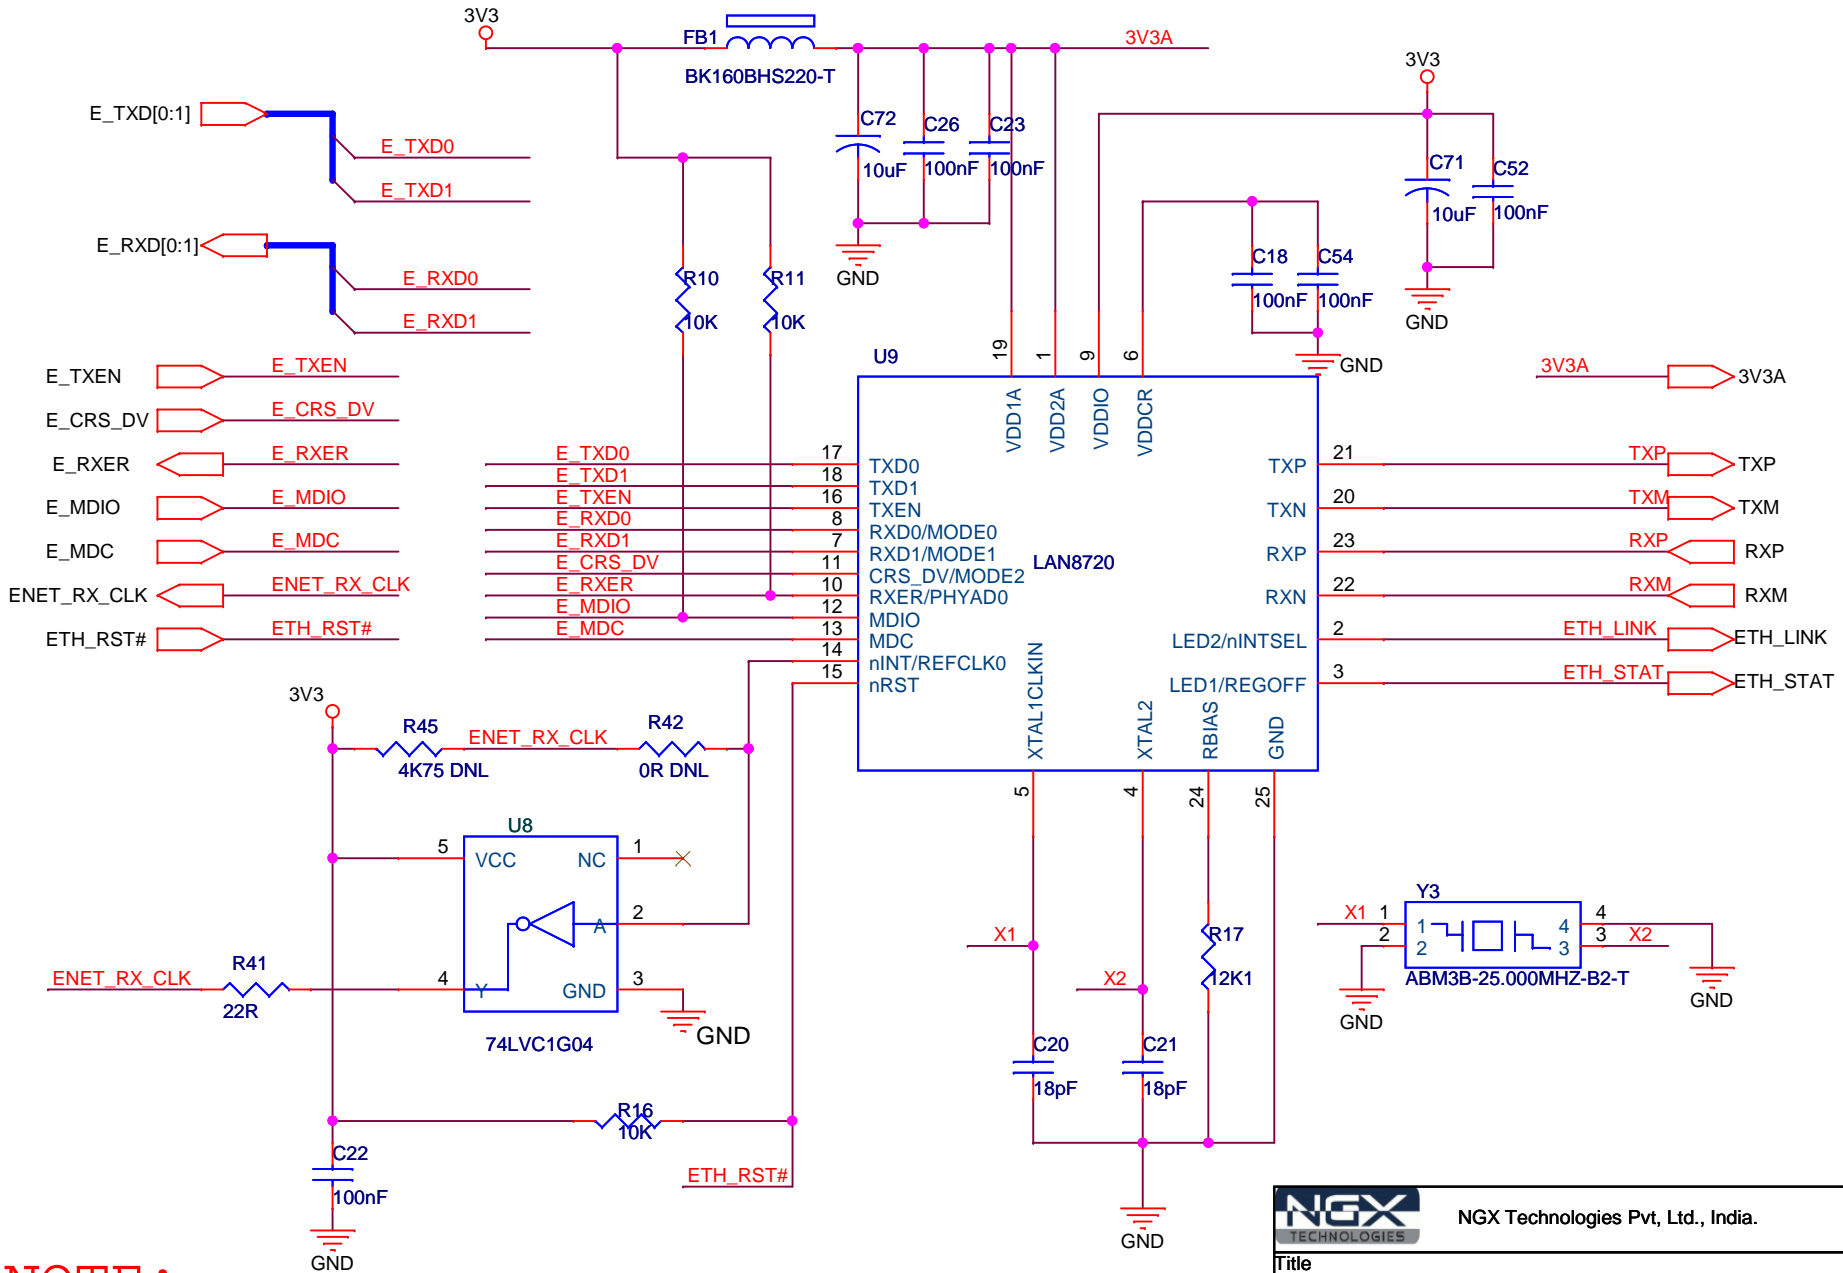 3V3
FB1
BK160BHS220-T
3V3A
3V3
E_TXD[0:1]
E_TXD0
E_TXD1
C72
10uF
C26
100nF
C23
100nF
GND
C71
10uF
C52
100nF
GND
E_RXD[0:1]
E_RXD0
E_RXD1
R10
10K
R11
10K
C18
100nF
C54
100nF
GND
E_TXEN E_TXEN
E_CRS_DV E_CRS_DV
E_RXER E_RXER
E_MDIO E_MDIO
E_MDC E_MDC
ENET_RX_CLK ENET_RX_CLK
ETH_RST# ETH_RST#
U9
19 1 9 6
VDD1A VDD2A VDDIO VDDCR
3V3A 3V3A
E_TXD0 17 TXD0
E_TXD1 18 TXD1
E_TXEN 16 TXEN
E_RXD0 8 RXD0/MODE0
E_RXD1 7 RXD1/MODE1
E_CRS_DV 11 CRS_DV/MODE2
E_RXER 10 RXER/PHYAD0
E_MDIO 12 MDIO
E_MDC 13 MDC
14 nINT/REFCLK0
15 nRST
LAN8720
TXP 21 TXP TXP
TXN 20 TXM TXM
RXP 23 RXP RXP
RXN 22 RXM RXM
LED2/nINTSEL 2 ETH_LINK ETH_LINK
LED1/REGOFF 3 ETH_STAT ETH_STAT
XTAL1CLKIN XTAL2 RBIAS GND
5 4 24 25
3V3
R45
4K75 DNL
ENET_RX_CLK
R42
0R DNL
U8
5 VCC NC 1
A 2
4 Y GND 3
74LVC1G04
GND
ENET_RX_CLK
R41
22R
R16
10K
C22
100nF
GND
ETH_RST#
X1
X2
R17
12K1
C20
18pF
C21
18pF
GND
Y3
X1 1 1 4 4
2 2 3 3 X2
ABM3B-25.000MHZ-B2-T
GND
GND
NGX
TECHNOLOGIES
NGX Technologies Pvt, Ltd., India.
Title
NOTE :